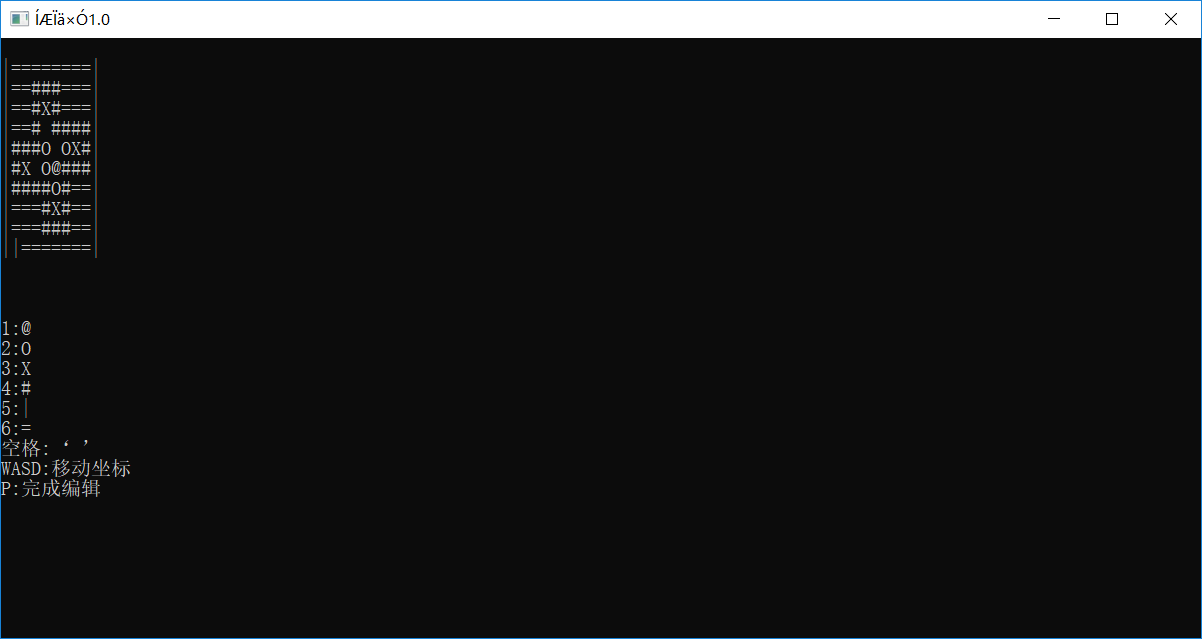 ÍÆÏä×Ó1.0
|========|
|==###===|
|==#X#===|
|==# ####|
|###O OX#|
|#X O@###|
|####O#==|
|===#X#==|
|===###==|
||=======|
1:@
2:O
3:X
4:#
5:|
6:=
空格:‘ ’
WASD:移动坐标
P:完成编辑